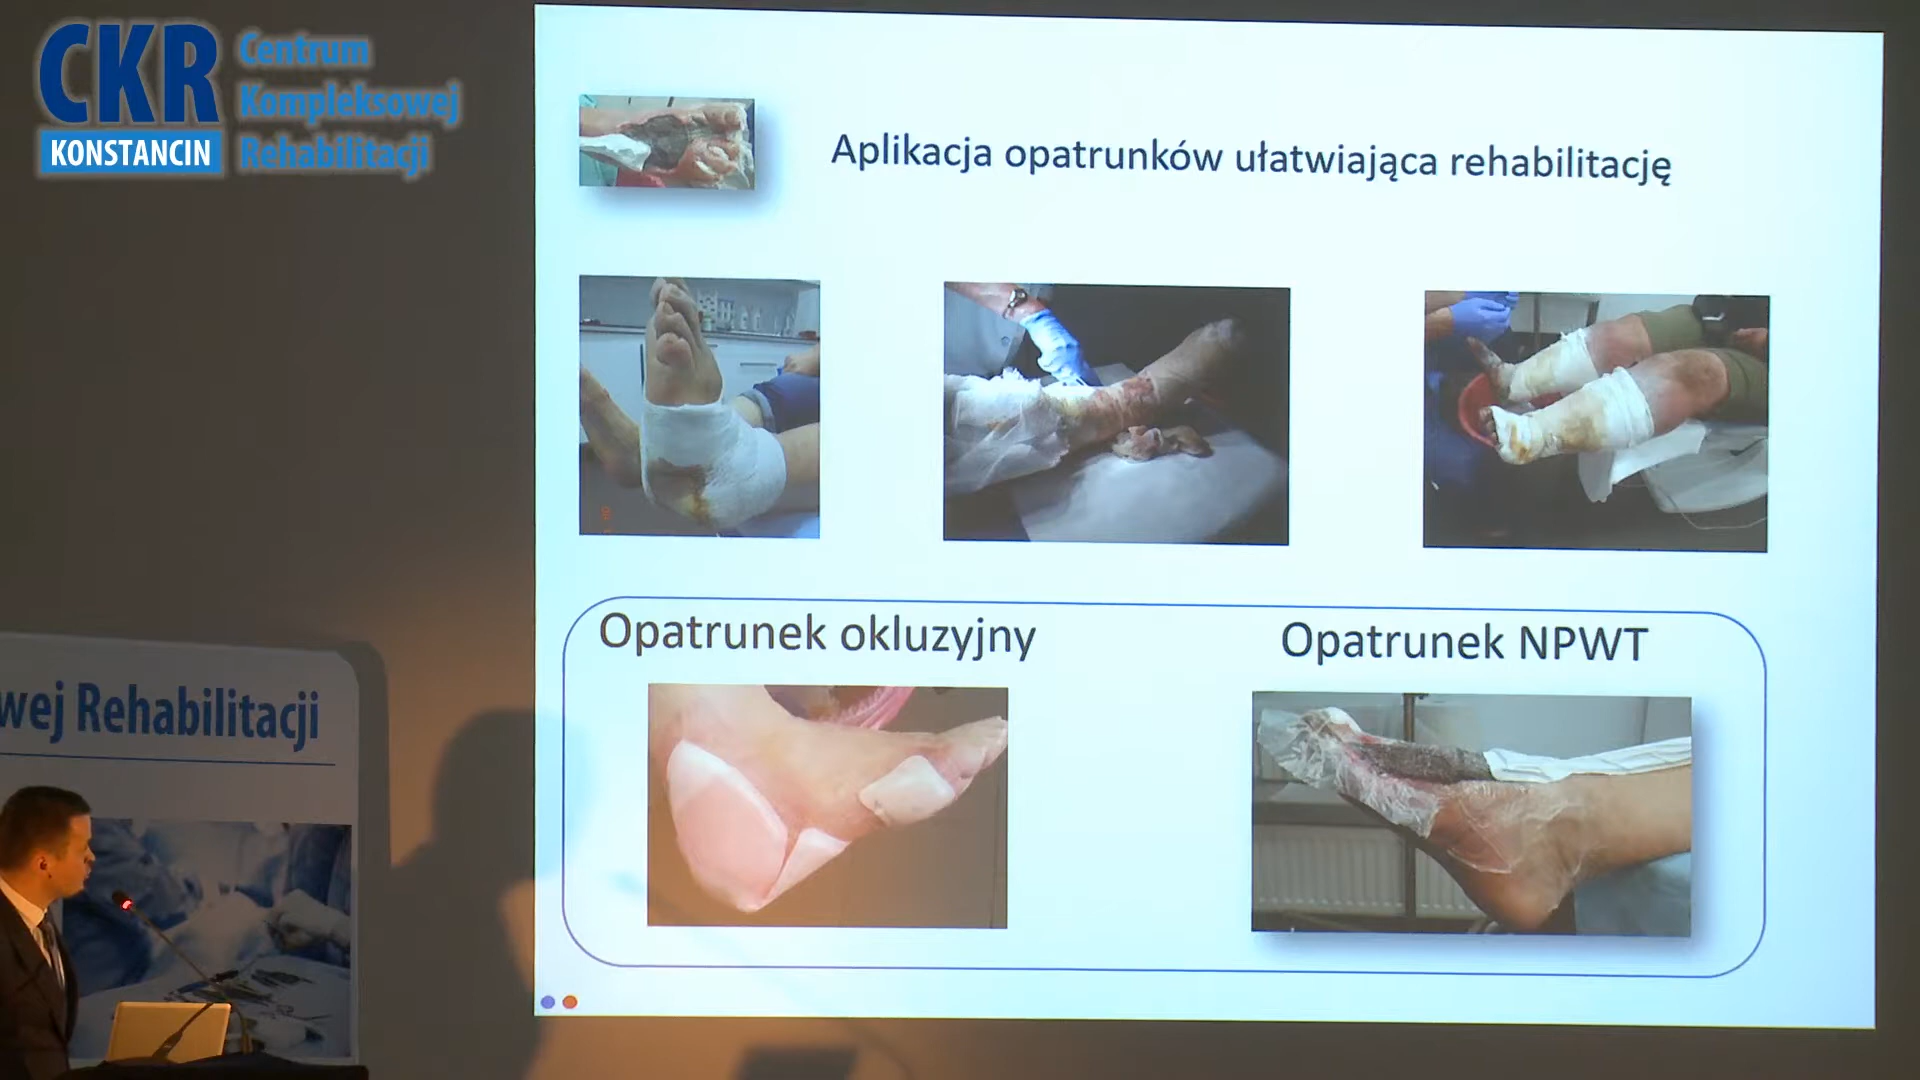 CKR
KONSTANCIN
Centrum
Kompleksowej
Rehabilitacji
Aplikacja opatrunków ułatwiająca rehabilitację
Opatrunek okluzyjny
Opatrunek NPWT
wej Rehabilitacji